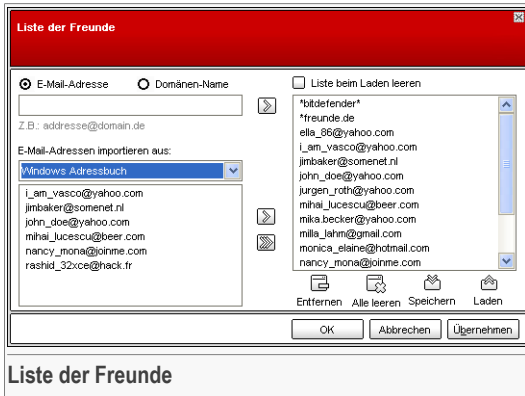 Liste der Freunde
E-Mail-Adresse
Domänen-Name
Z.B.: addresse@domain.de
E-Mail-Adressen importieren aus:
Windows Adressbuch
i_am_vasco@yahoo.com
jimbaker@somenet.nl
john_doe@yahoo.com
mihai_lucescu@beer.com
nancy_mona@joinme.com
rashid_32xce@hack.fr
Liste beim Laden leeren
*bitdefender*
*freunde.de
ella_86@yahoo.com
i_am_vasco@yahoo.com
jimbaker@somenet.nl
john_doe@yahoo.com
jurgen_roth@yahoo.com
mihai_lucescu@beer.com
mika.becker@yahoo.com
milla_lahm@gmail.com
monica_elaine@hotmail.com
nancy_mona@joinme.com
Entfernen
Alle leeren
Speichern
Laden
OK
Abbrechen
Übernehmen
Liste der Freunde